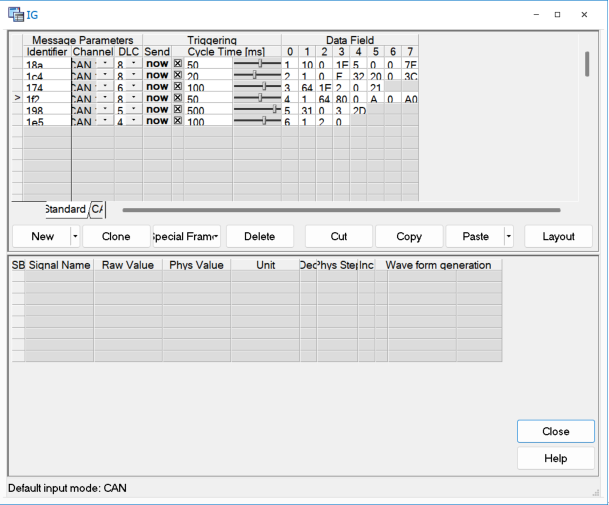 IG
Message Parameters Triggering Data Field
Identifier Channel DLC Send Cycle Time [ms] 0 1 2 3 4 5 6 7
18a CAN 8 now 50 1 10 0 1F 5 0 0 7F
1c4 CAN 8 now 20 2 1 0 F 32 20 0 3C
174 CAN 6 now 100 3 64 1E 2 0 21
> 1f2 CAN 8 now 50 4 1 64 80 0 A 0 A0
198 CAN 5 now 500 5 31 0 3 2D
1e5 CAN 4 now 100 6 1 2 0
Standard CA
New Clone Special Frame Delete Cut Copy Paste Layout
SB Signal Name Raw Value Phys Value Unit Dec Phys Step Inc Wave form generation
Close
Help
Default input mode: CAN